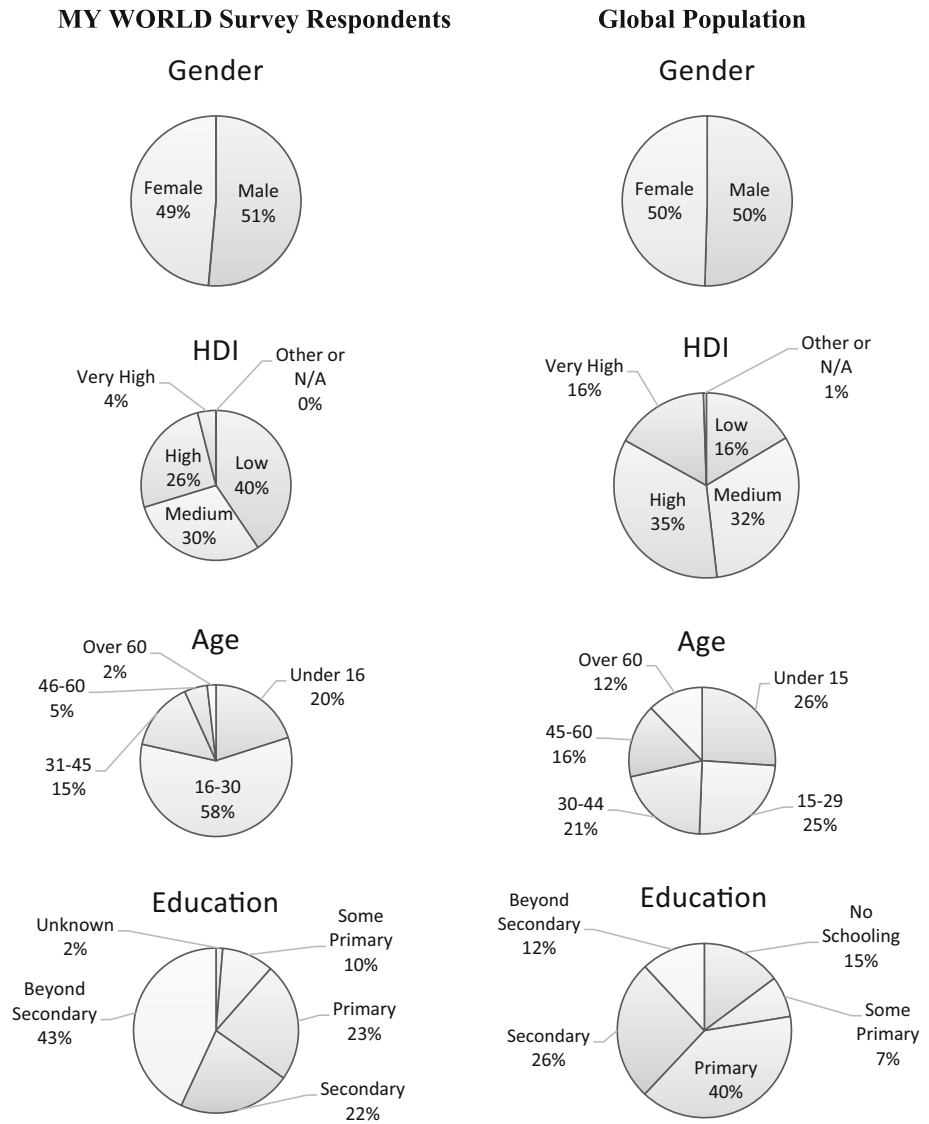 MY WORLD Survey Respondents
Global Population
Gender
Female
49%
Male
51%
Gender
Female
50%
Male
50%
HDI
Very High
4%
Other or
N/A
0%
High
26%
Low
40%
Medium
30%
HDI
Very High
16%
Other or
N/A
1%
Low
16%
High
35%
Medium
32%
Age
Over 60
2%
46-60
5%
Under 16
20%
31-45
15%
16-30
58%
Age
Over 60
12%
Under 15
26%
45-60
16%
30-44
21%
15-29
25%
Education
Unknown
2%
Some
Primary
10%
Beyond
Secondary
43%
Primary
23%
Secondary
22%
Education
Beyond
Secondary
12%
No
Schooling
15%
Secondary
26%
Some
Primary
7%
Primary
40%